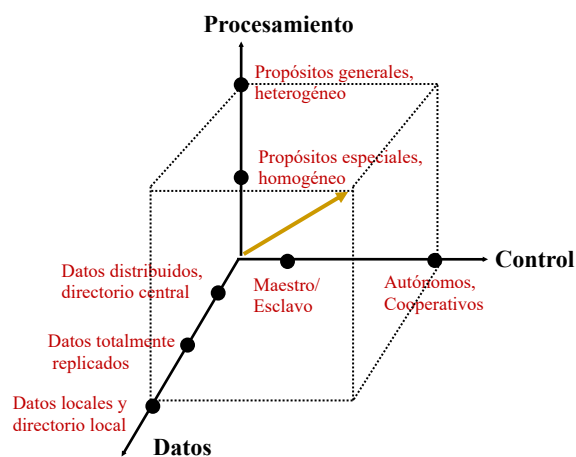 Procesamiento
Propósitos generales,
heterogéneo
Propósitos especiales,
homogéneo
Control
Datos distribuidos,
directorio central
Maestro/
Esclavo
Autónomos,
Cooperativos
Datos totalmente
replicados
Datos locales y
directorio local
Datos